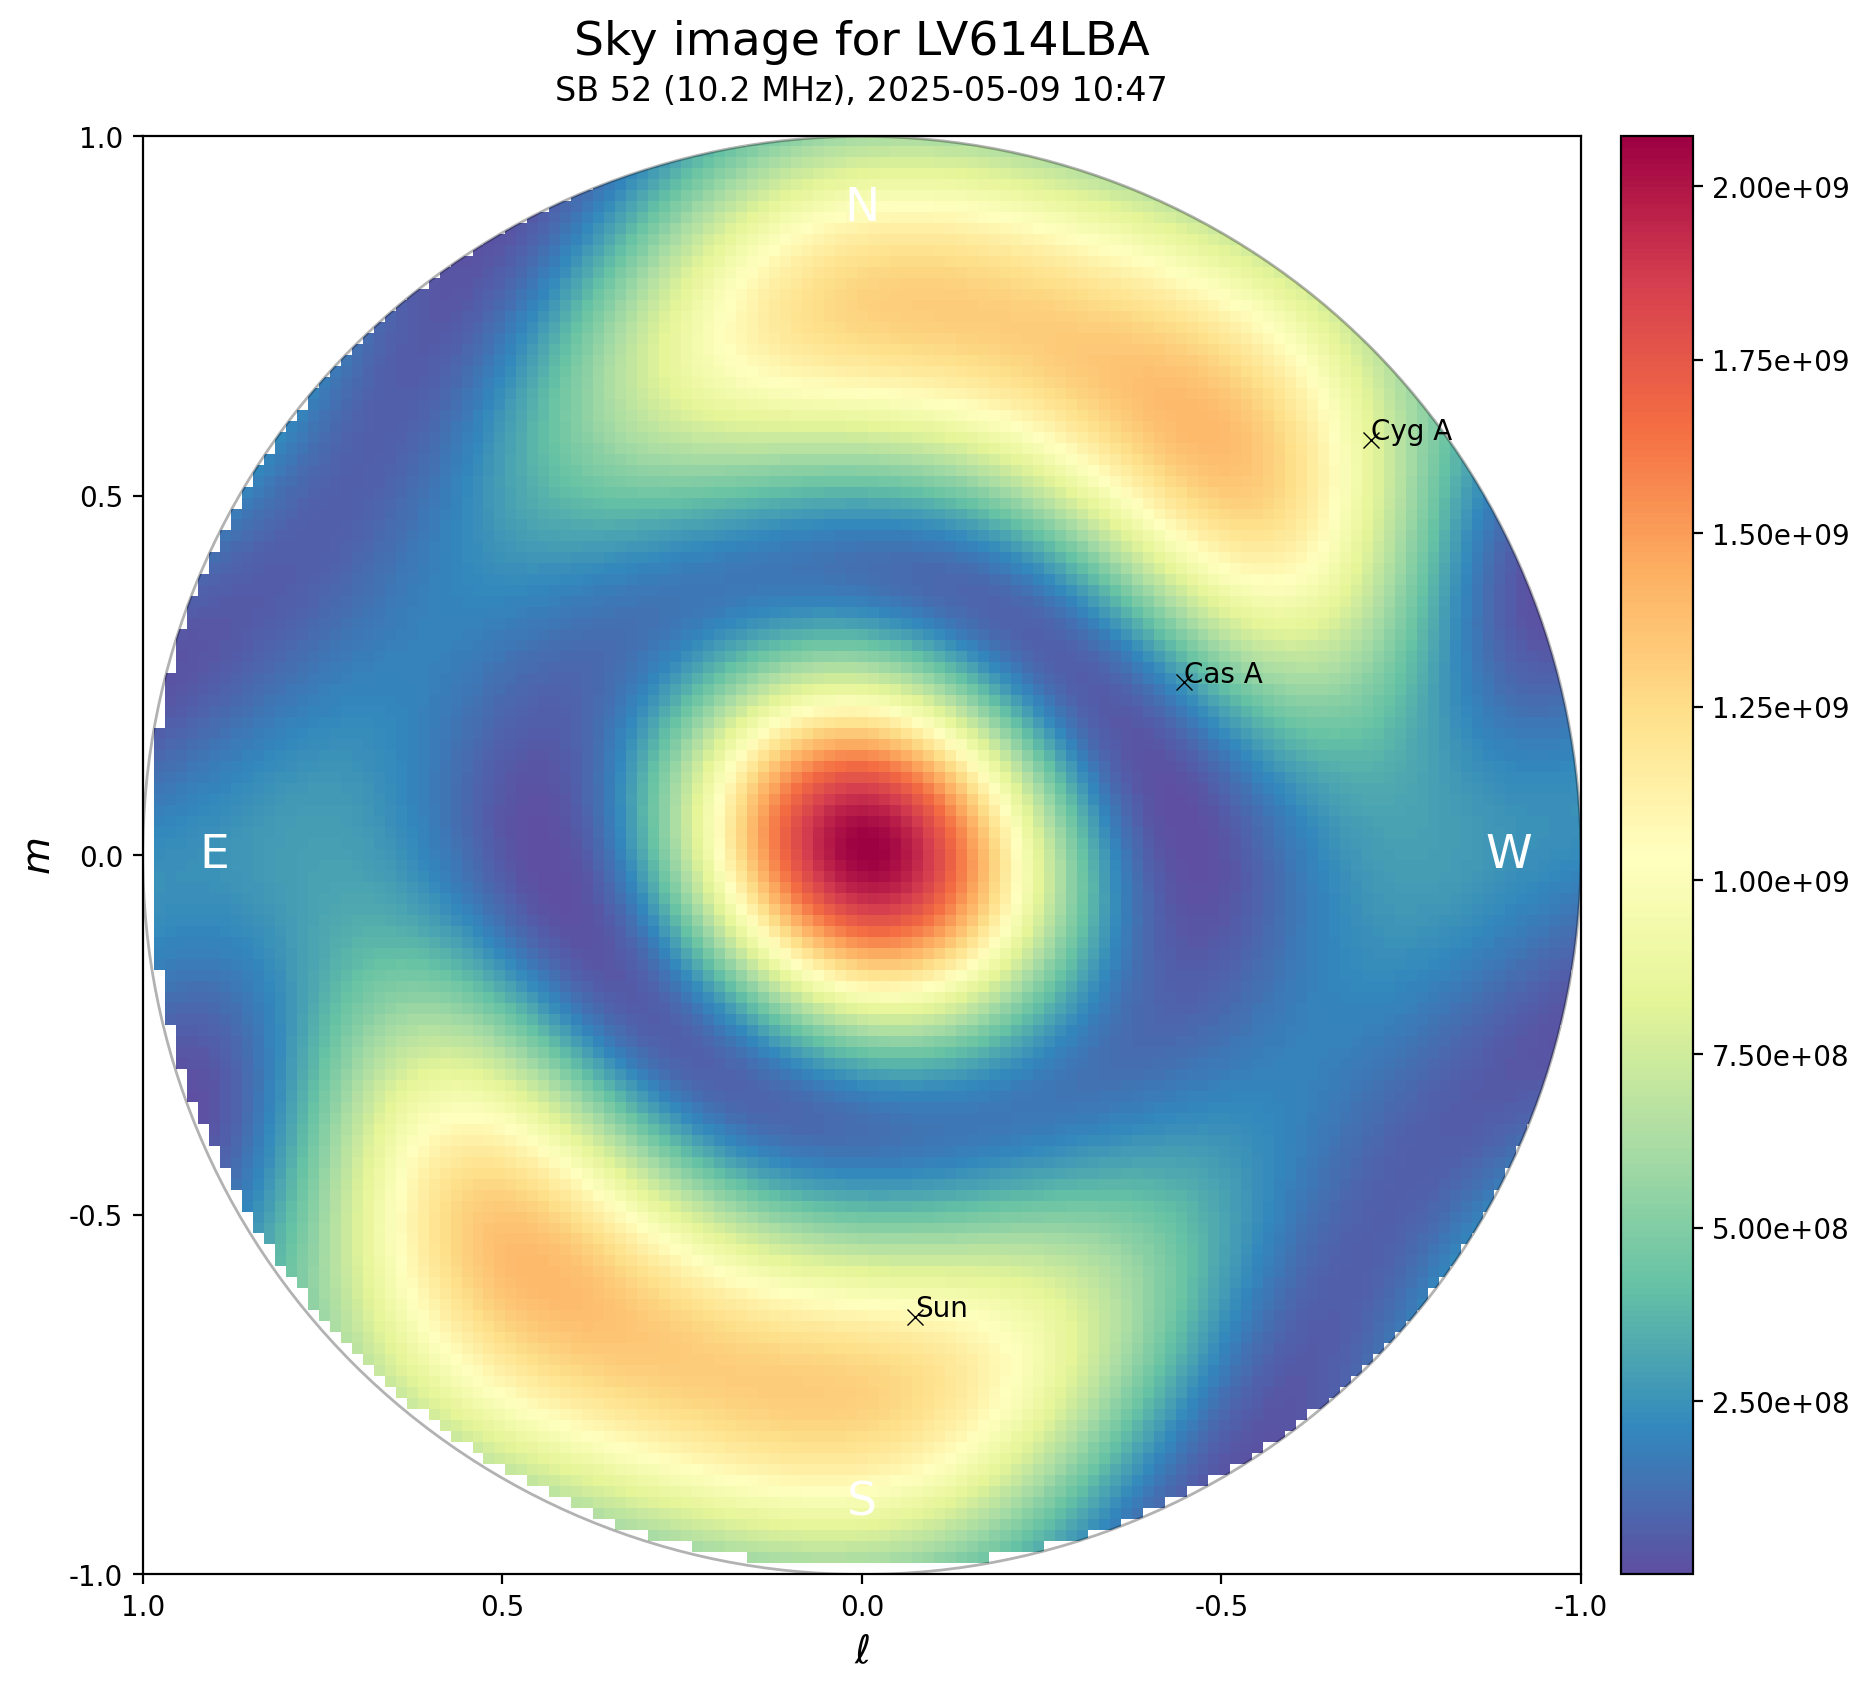 Sky image for LV614LBA
SB 52 (10.2 MHz), 2025-05-09 10:47
1.0
0.5
0.0
-0.5
-1.0
m
N
E
W
S
Cyg A
Cas A
Sun
1.0
0.5
0.0
-0.5
-1.0
ℓ
2.00e+09
1.75e+09
1.50e+09
1.25e+09
1.00e+09
7.50e+08
5.00e+08
2.50e+08